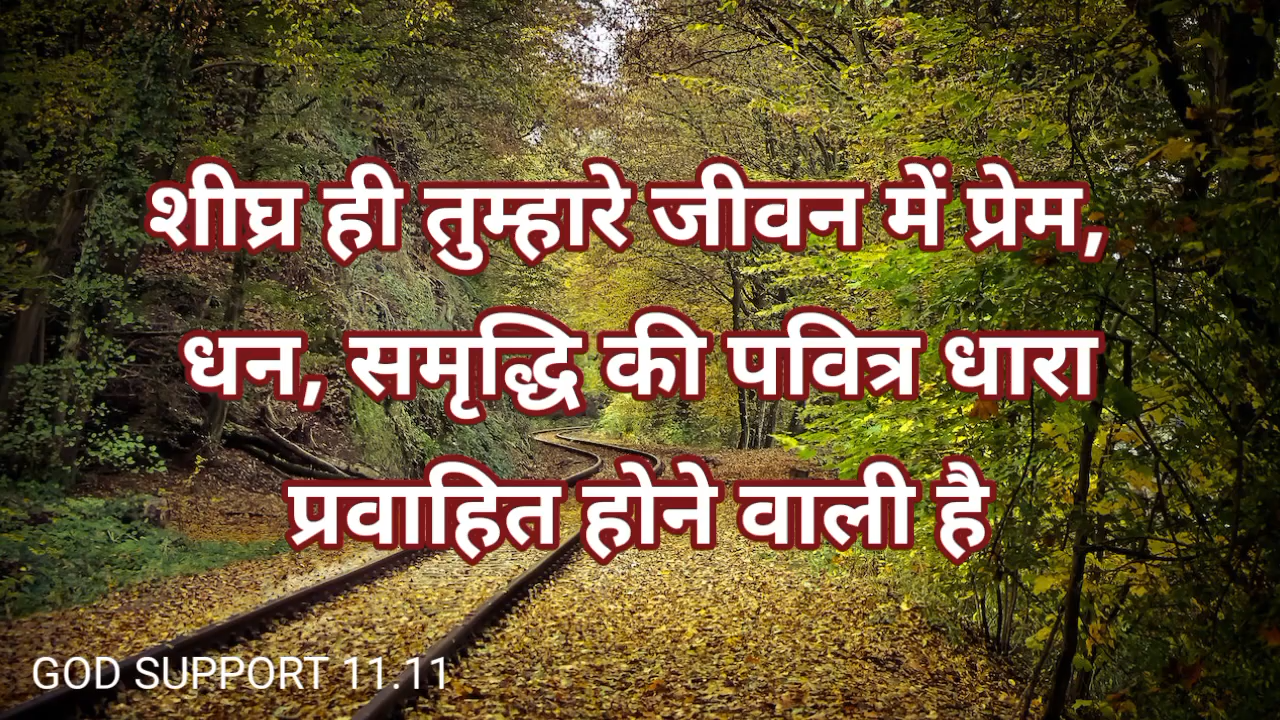 शीघ्र ही तुम्हारे जीवन में प्रेम,
धन, समृद्धि की पवित्र धारा
प्रवाहित होने वाली है
GOD SUPPORT 11.11